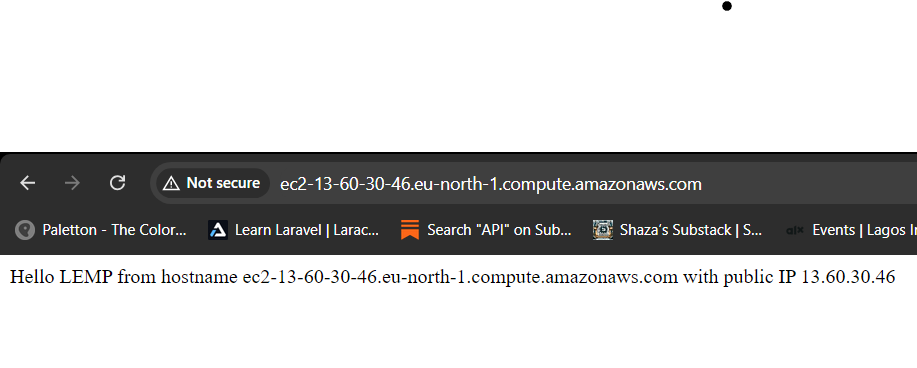 Not secure ec2-13-60-30-46.eu-north-1.compute.amazonaws.com
Paletton - The Color... Learn Laravel | Larac... Search "API" on Sub... Shaza's Substack | S... alx Events | Lagos In
Hello LEMP from hostname ec2-13-60-30-46.eu-north-1.compute.amazonaws.com with public IP 13.60.30.46